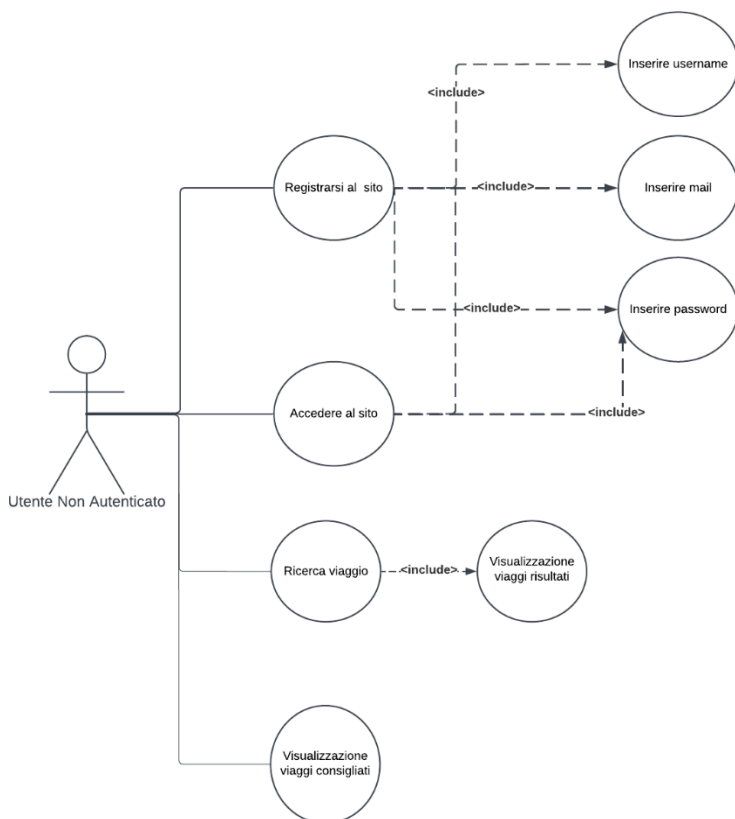 Inserire username
<include>
Registrarsi al sito
<include>
Inserire mail
<include>
Inserire password
Accedere al sito
<include>
Utente Non Autenticato
Ricerca viaggio
<include>
Visualizzazione
viaggi risultati
Visualizzazione
viaggi consigliati